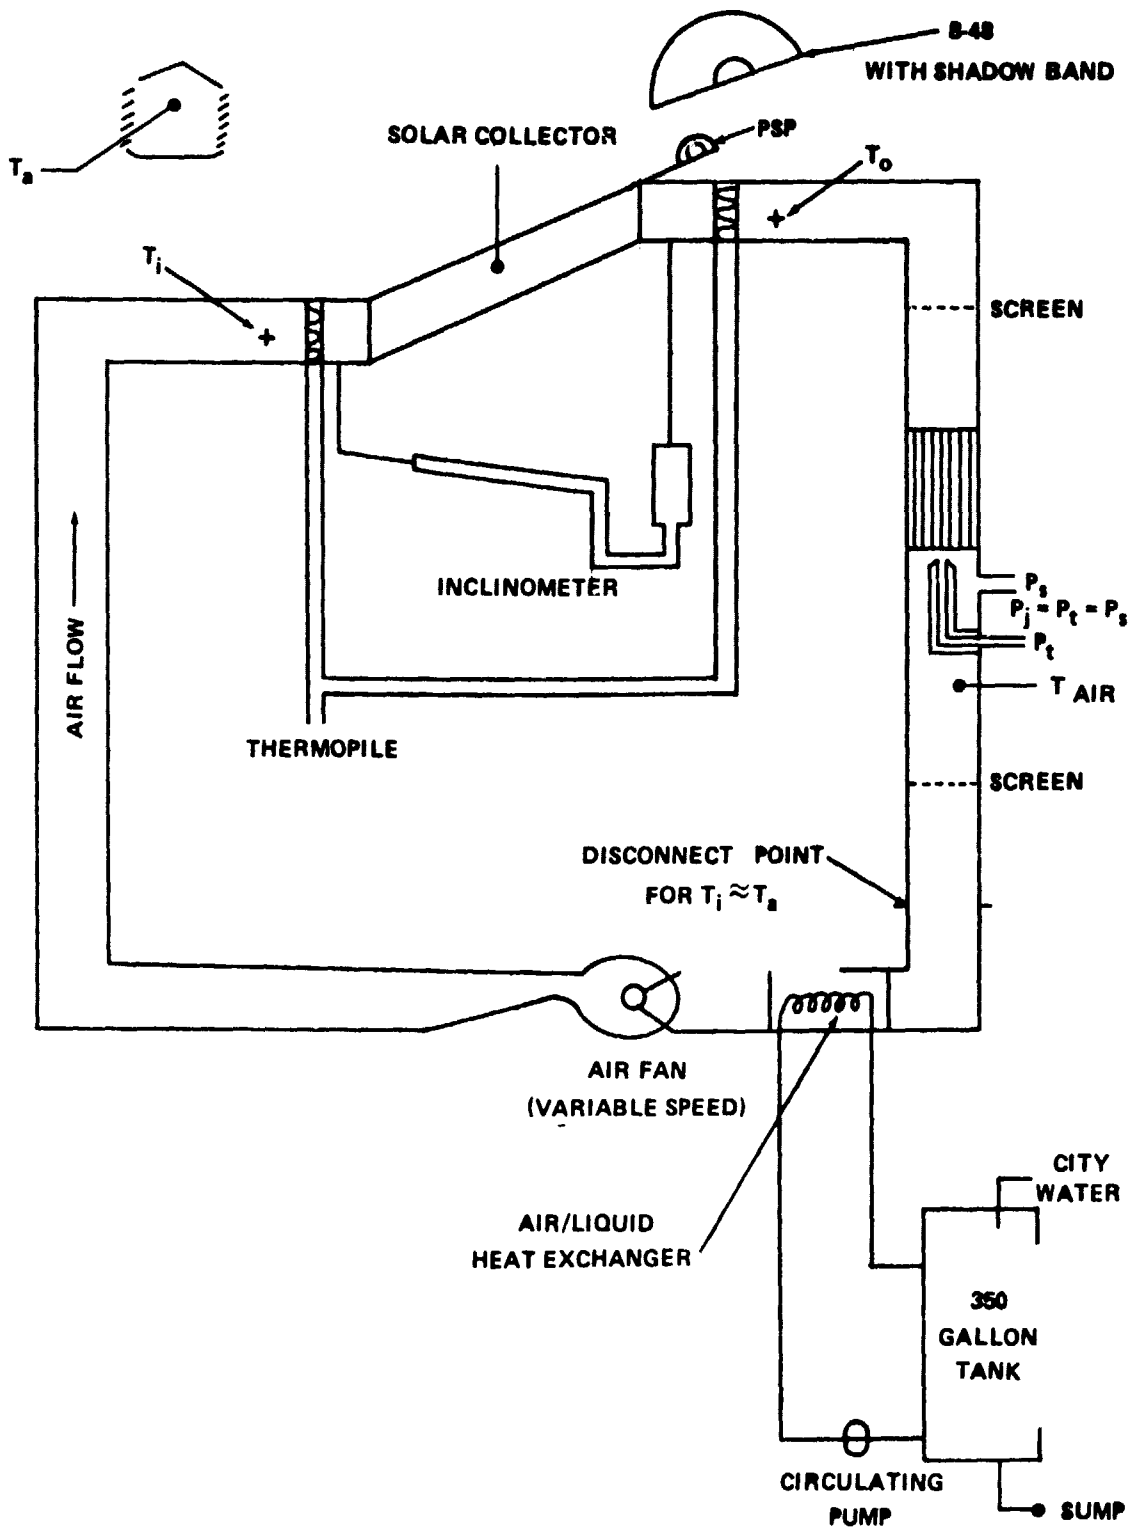 8-48
WITH SHADOW BAND
PSP
SOLAR COLLECTOR
To
Ta
Ti
SCREEN
INCLINOMETER
Ps
Pj = Pt = Ps
Pt
T AIR
AIR FLOW
THERMOPILE
SCREEN
DISCONNECT POINT
FOR Ti ≈ Ta
AIR FAN
(VARIABLE SPEED)
CITY
WATER
AIR/LIQUID
HEAT EXCHANGER
350
GALLON
TANK
CIRCULATING
PUMP
SUMP